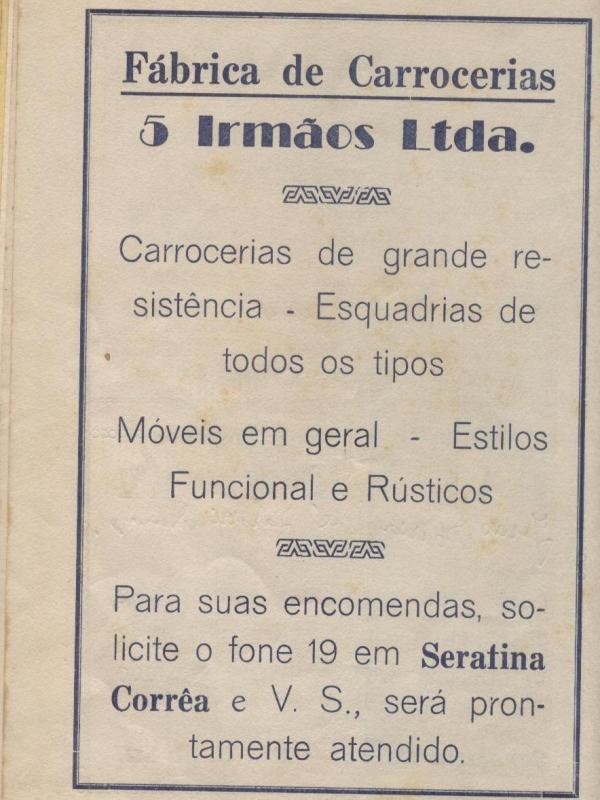 Fábrica de Carrocerias
5 Irmãos Ltda.
Carrocerias de grande re-
sistência - Esquadrias de
todos os tipos
Móveis em geral - Estilos
Funcional e Rústicos
Para suas encomendas, so-
licite o fone 19 em Serafina
Corrêa e V. S., será pron-
tamente atendido.